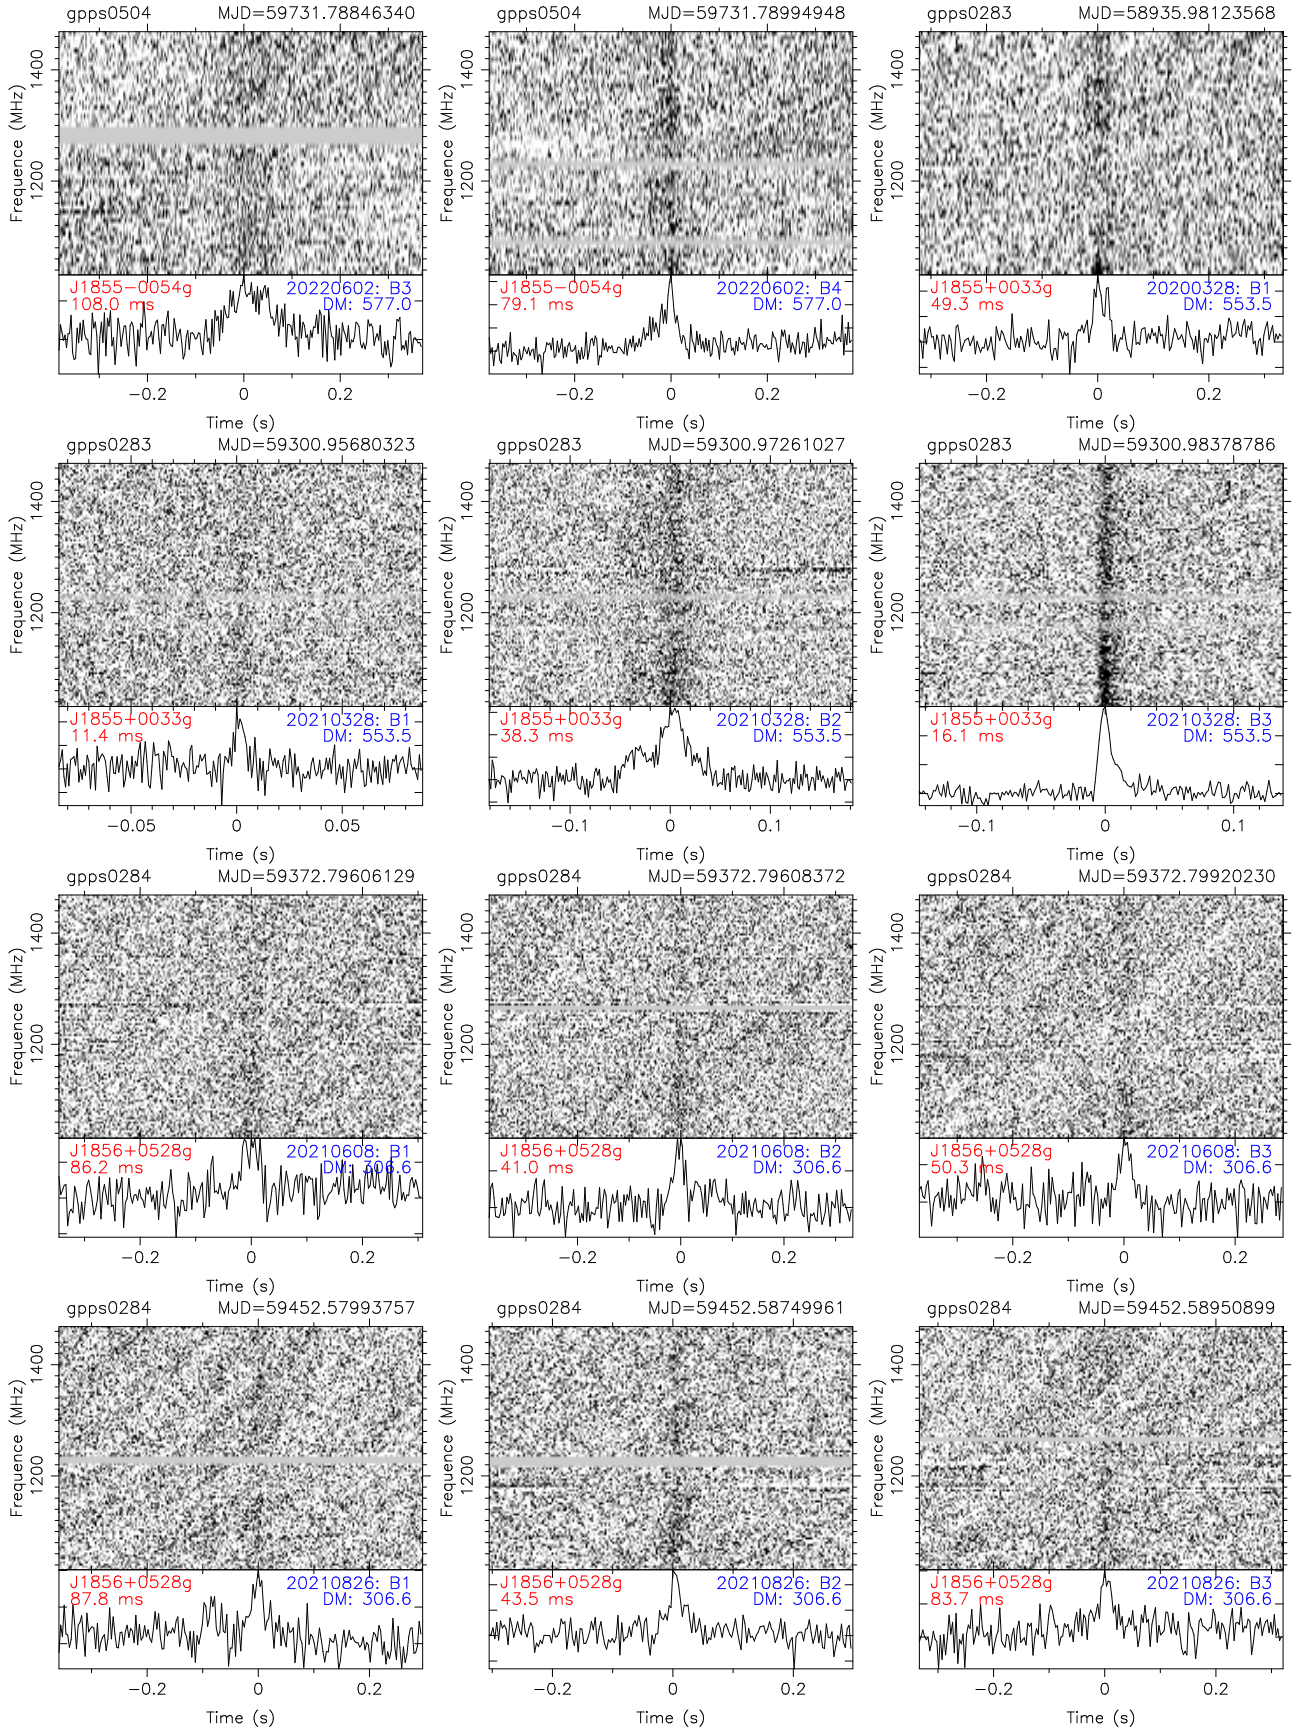 gpps0504 MJD=59731.78846340
gpps0504 MJD=59731.78994948
gpps0283 MJD=58935.98123568
Frequence (MHz)
1400
1200
J1855-0054g 20220602: B3
108.0 ms DM: 577.0
J1855-0054g 20220602: B4
79.1 ms DM: 577.0
Frequence (MHz)
1400
1200
J1855+0033g 20200328: B1
49.3 ms DM: 553.5
Frequence (MHz)
1400
1200
-0.2 0 0.2
-0.2 0 0.2
-0.2 0 0.2
Time (s)
Time (s)
Time (s)
gpps0283 MJD=59300.95680323
gpps0283 MJD=59300.97261027
gpps0283 MJD=59300.98378786
Frequence (MHz)
1400
1200
J1855+0033g 20210328: B1
11.4 ms DM: 553.5
Frequence (MHz)
1400
1200
J1855+0033g 20210328: B2
38.3 ms DM: 553.5
Frequence (MHz)
1400
1200
J1855+0033g 20210328: B3
16.1 ms DM: 553.5
-0.05 0 0.05
-0.1 0 0.1
-0.1 0 0.1
Time (s)
Time (s)
Time (s)
gpps0284 MJD=59372.79606129
gpps0284 MJD=59372.79608372
gpps0284 MJD=59372.79920230
Frequence (MHz)
1400
1200
J1856+0528g 20210608: B1
86.2 ms DM: 306.6
Frequence (MHz)
1400
1200
J1856+0528g 20210608: B2
41.0 ms DM: 306.6
Frequence (MHz)
1400
1200
J1856+0528g 20210608: B3
50.3 ms DM: 306.6
-0.2 0 0.2
-0.2 0 0.2
-0.2 0 0.2
Time (s)
Time (s)
Time (s)
gpps0284 MJD=59452.57993757
gpps0284 MJD=59452.58749961
gpps0284 MJD=59452.58950899
Frequence (MHz)
1400
1200
J1856+0528g 20210826: B1
87.8 ms DM: 306.6
Frequence (MHz)
1400
1200
J1856+0528g 20210826: B2
43.5 ms DM: 306.6
Frequence (MHz)
1400
1200
J1856+0528g 20210826: B3
83.7 ms DM: 306.6
-0.2 0 0.2
-0.2 0 0.2
-0.2 0 0.2
Time (s)
Time (s)
Time (s)